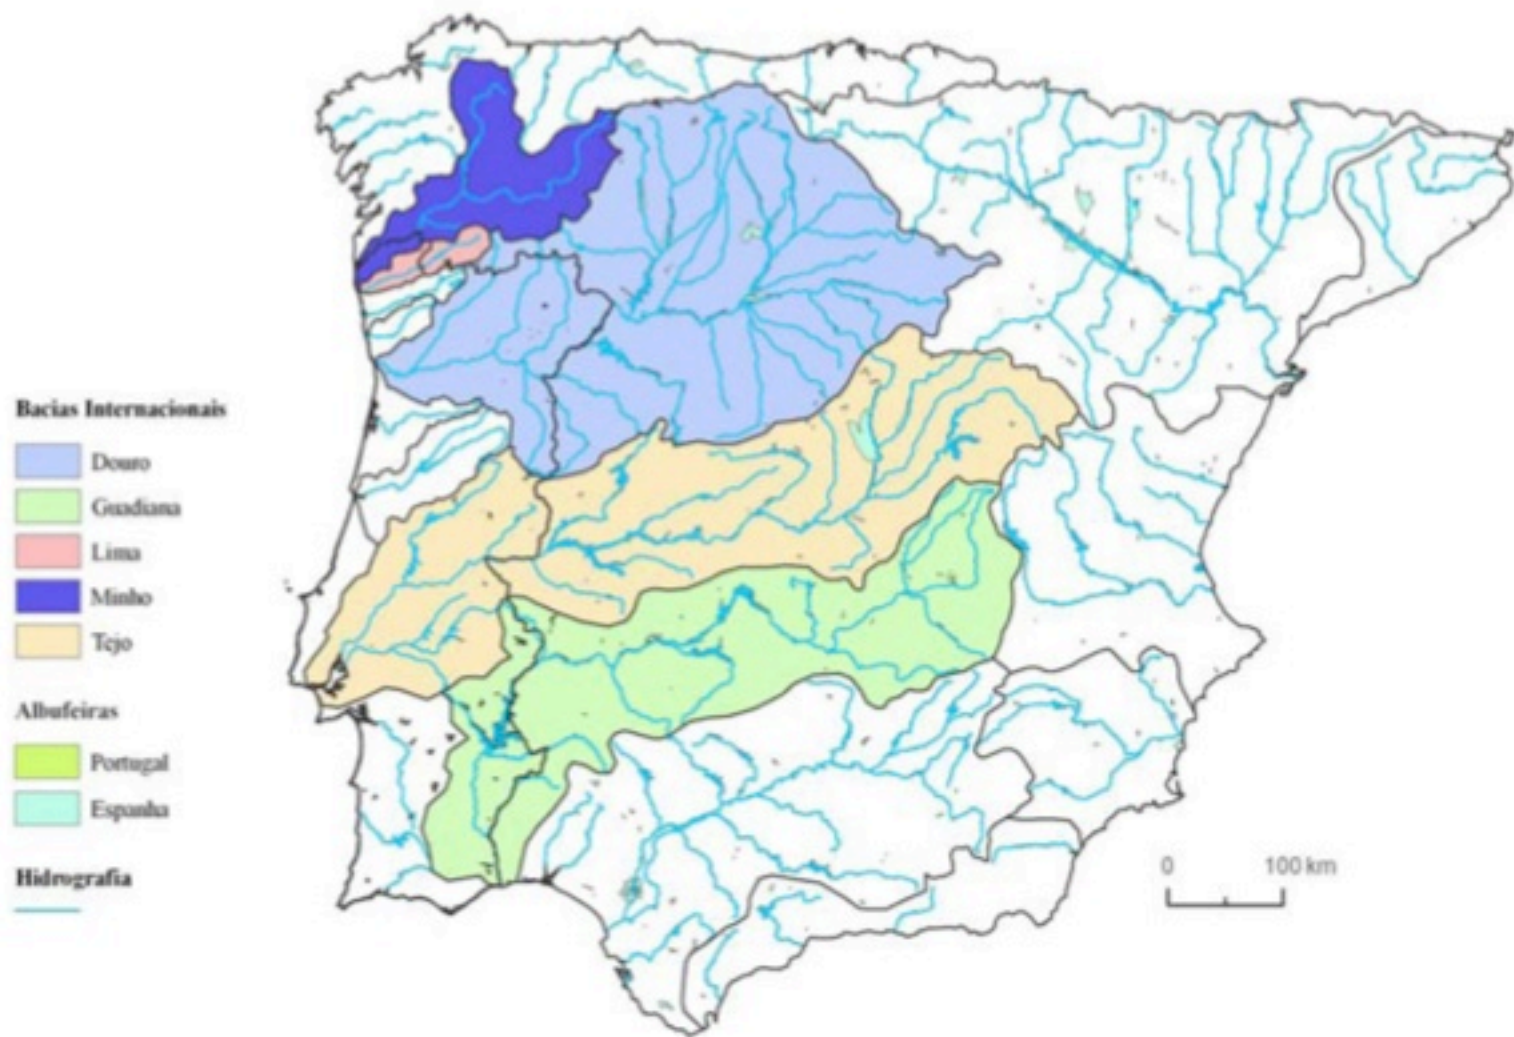 Bacias Internacionais
Douro
Guadiana
Lima
Minho
Tejo
Albufeiras
Portugal
Espanha
Hidrografia
0 100 km